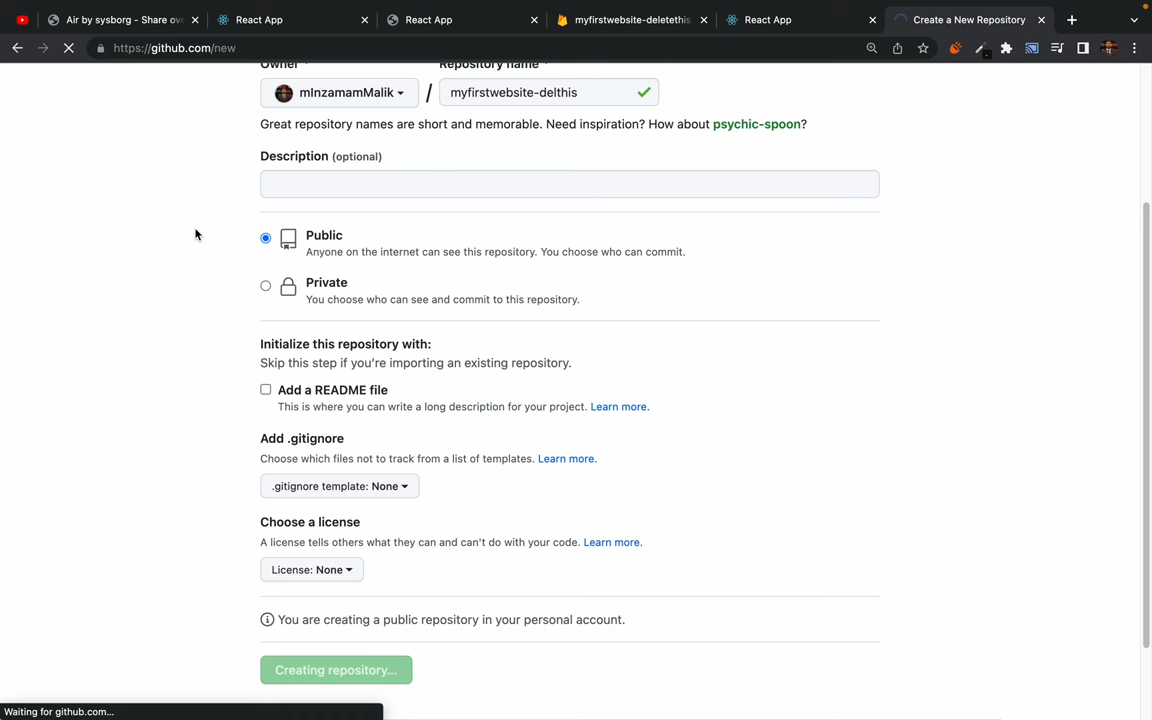 Air by sysborg - Share ove
React App
React App
myfirstwebsite-deletethis
React App
Create a New Repository
https://github.com/new
Owner *
Repository name *
mInzamamMalik / myfirstwebsite-delthis
Great repository names are short and memorable. Need inspiration? How about psychic-spoon?
Description (optional)
Public
Anyone on the internet can see this repository. You choose who can commit.
Private
You choose who can see and commit to this repository.
Initialize this repository with:
Skip this step if you're importing an existing repository.
Add a README file
This is where you can write a long description for your project. Learn more.
Add .gitignore
Choose which files not to track from a list of templates. Learn more.
.gitignore template: None
Choose a license
A license tells others what they can and can't do with your code. Learn more.
License: None
You are creating a public repository in your personal account.
Creating repository...
Waiting for github.com...